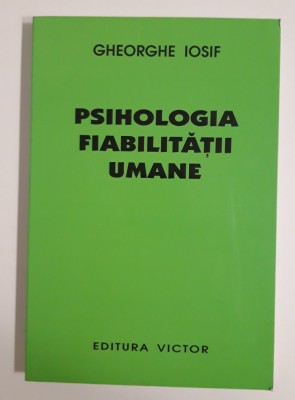 GHEORGHE IOSIF
PSIHOLOGIA
FIABILITĂȚII
UMANE
EDITURA VICTOR